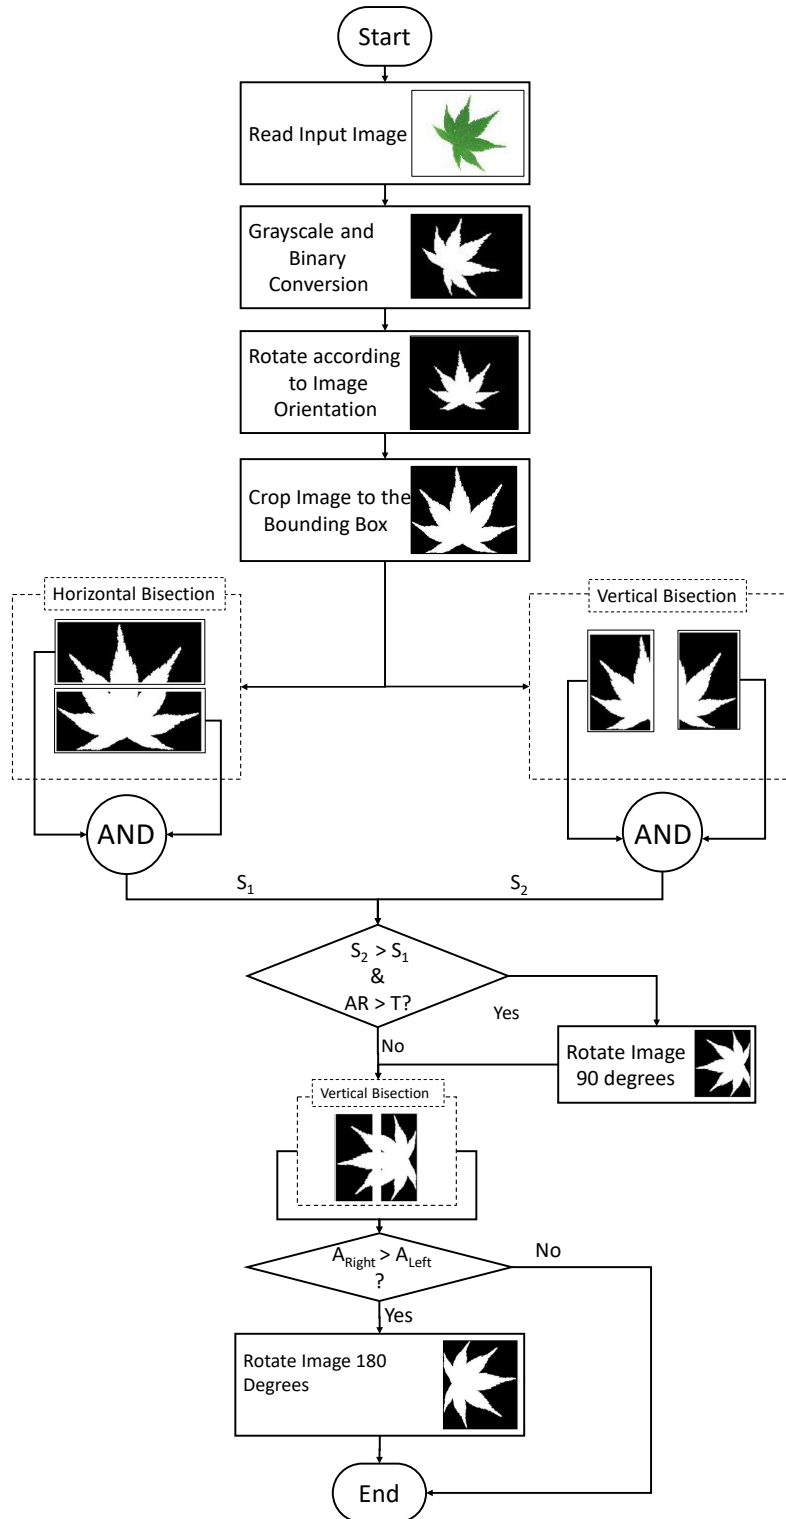 Start
Read Input Image
Grayscale and
Binary
Conversion
Rotate according
to Image
Orientation
Crop Image to the
Bounding Box
Horizontal Bisection
Vertical Bisection
AND
AND
S₁
S₂
S₂ > S₁
&
AR > T?
Yes
No
Rotate Image
90 degrees
Vertical Bisection
A_Right > A_Left
?
No
Yes
Rotate Image 180
Degrees
End